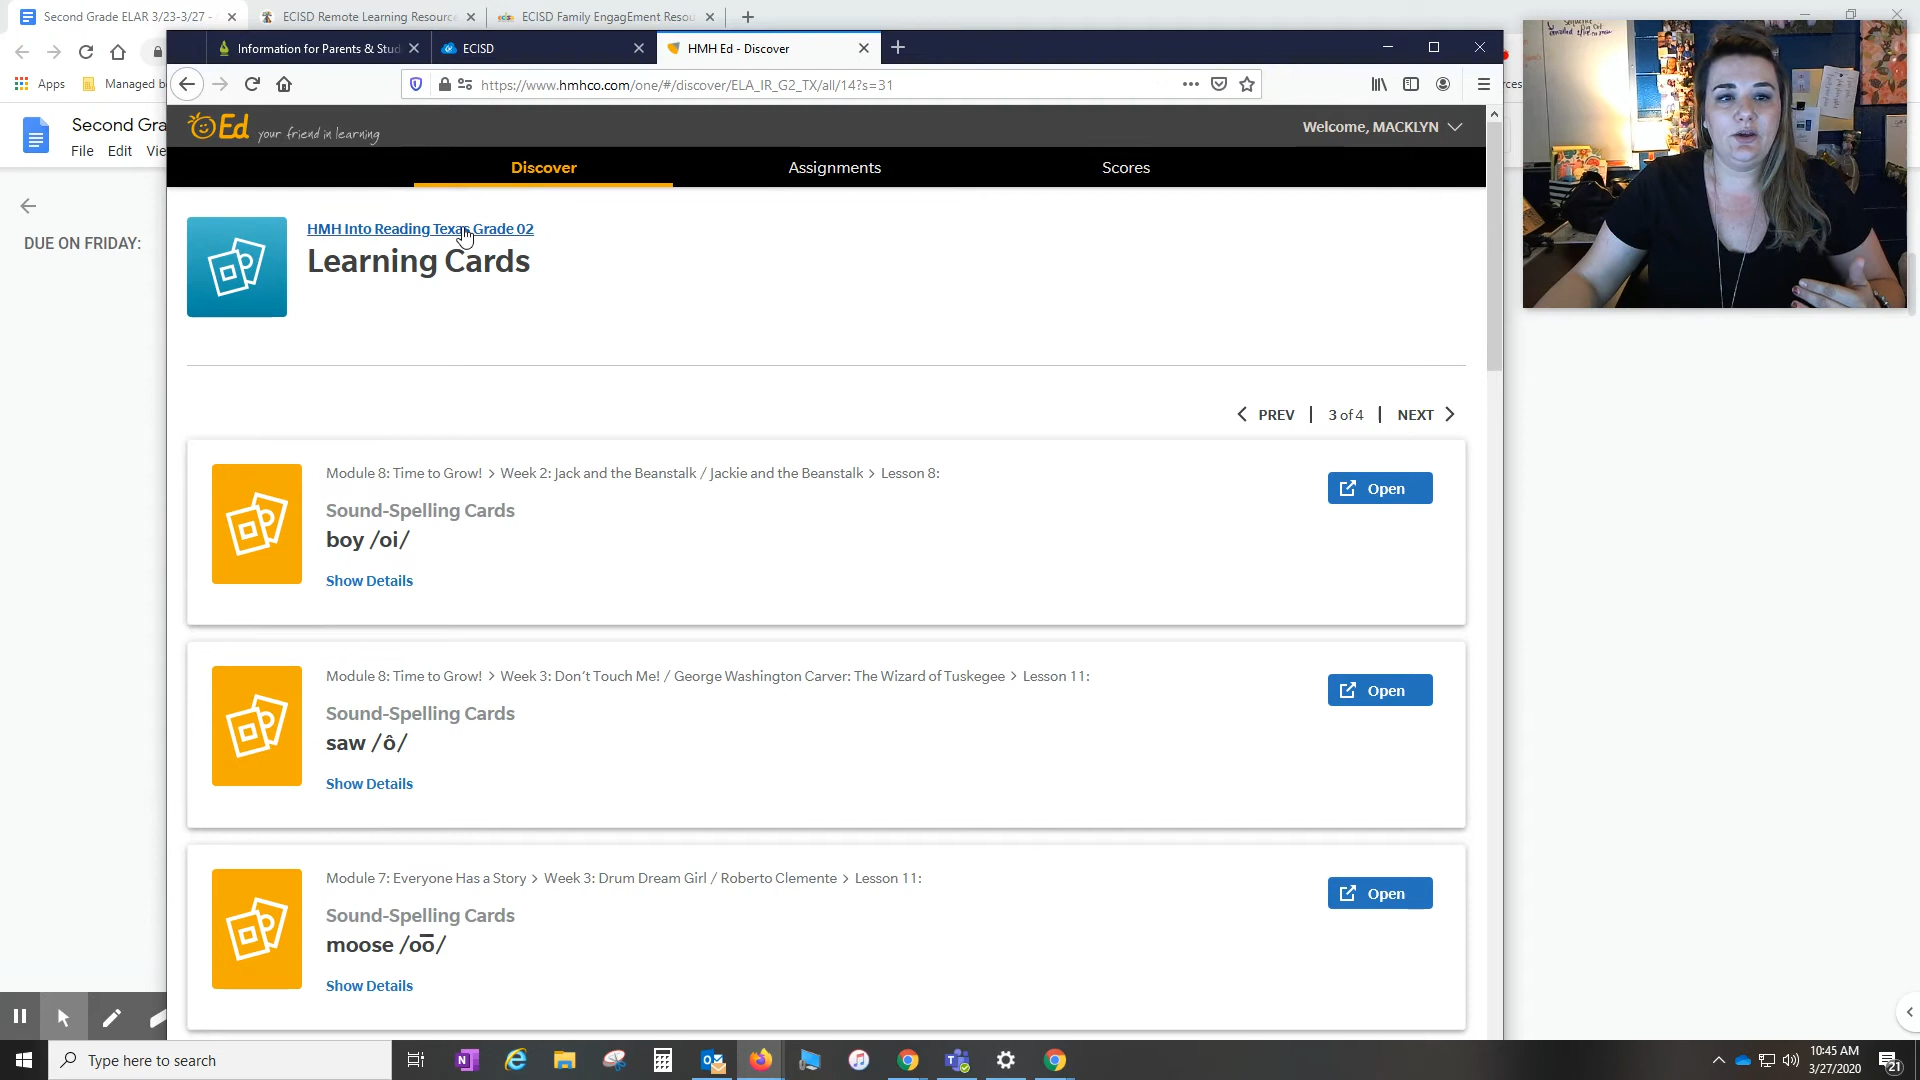 Second Grade ELAR 3/23-3/27 -
ECISD Remote Learning Resource
ECISD Family EngagEment Resou
Information for Parents & Stud
ECISD
HMH Ed - Discover
https://www.hmhco.com/one/#/discover/ELA_IR_G2_TX/all/14?s=31
Apps
Managed b
Ed your friend in learning
Welcome, MACKLYN
Second Gra
File Edit Vie
Discover
Assignments
Scores
DUE ON FRIDAY:
HMH Into Reading Texas Grade 02
Learning Cards
PREV | 3 of 4 | NEXT
Module 8: Time to Grow! > Week 2: Jack and the Beanstalk / Jackie and the Beanstalk > Lesson 8:
Sound-Spelling Cards
boy /oi/
Show Details
Open
Module 8: Time to Grow! > Week 3: Don't Touch Me! / George Washington Carver: The Wizard of Tuskegee > Lesson 11:
Sound-Spelling Cards
saw /ô/
Show Details
Open
Module 7: Everyone Has a Story > Week 3: Drum Dream Girl / Roberto Clemente > Lesson 11:
Sound-Spelling Cards
moose /o͞o/
Show Details
Open
Type here to search
10:45 AM
3/27/2020
21